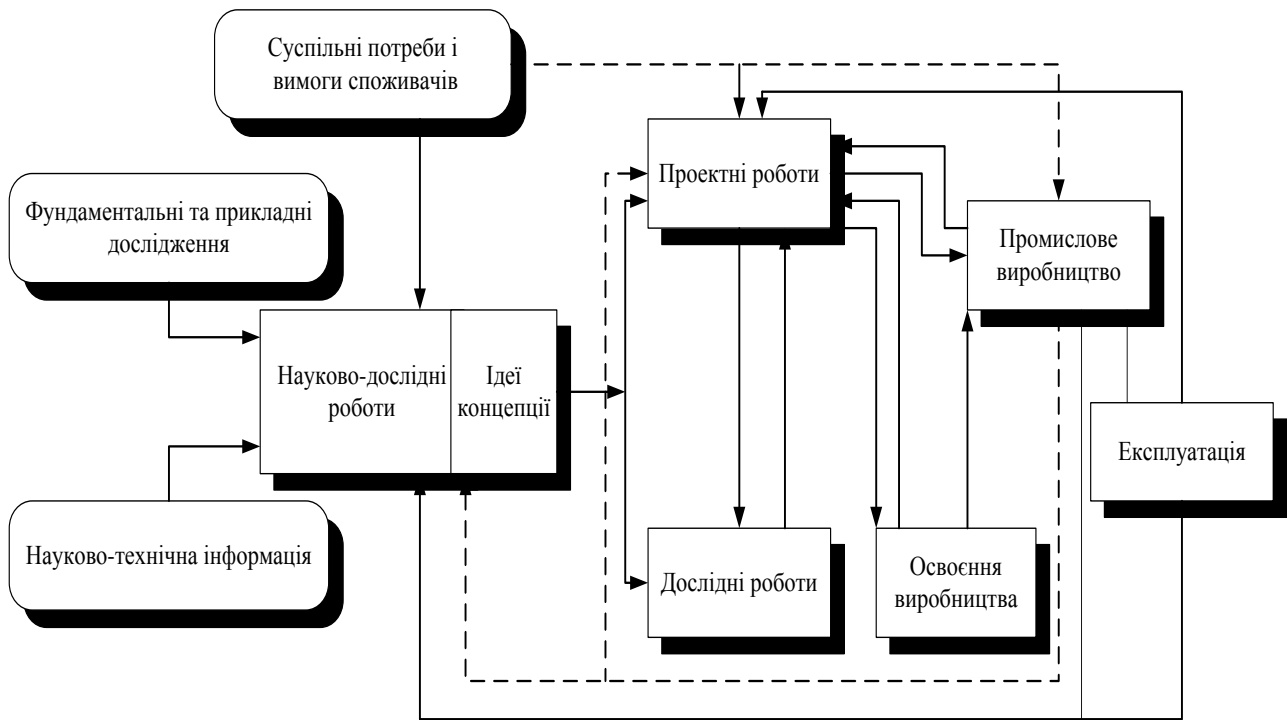 Суспільні потреби і
вимоги споживачів
Фундаментальні та прикладні
дослідження
Проектні роботи
Промислове
виробництво
Науково-дослідні
роботи
Ідеї
концепції
Експлуатація
Науково-технічна інформація
Дослідні роботи
Освоєння
виробництва